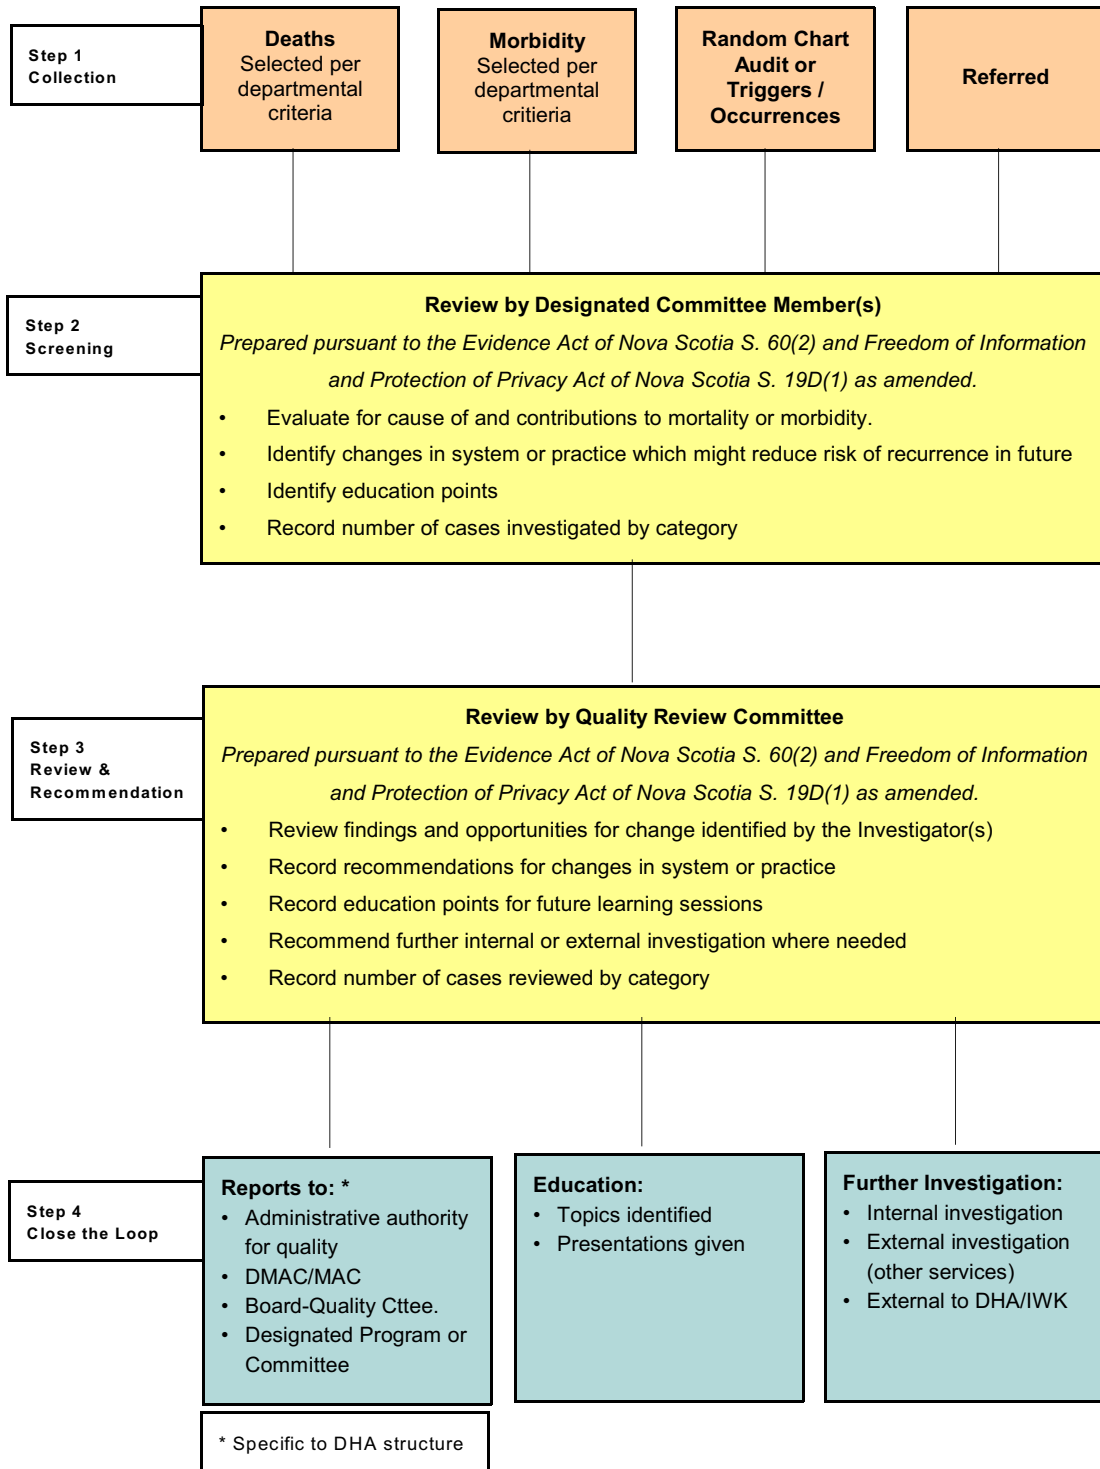 Step 1
Collection
Deaths
Selected per
departmental
criteria
Morbidity
Selected per
departmental
critieria
Random Chart
Audit or
Triggers /
Occurrences
Referred
Step 2
Screening
Review by Designated Committee Member(s)
Prepared pursuant to the Evidence Act of Nova Scotia S. 60(2) and Freedom of Information
and Protection of Privacy Act of Nova Scotia S. 19D(1) as amended.
• Evaluate for cause of and contributions to mortality or morbidity.
• Identify changes in system or practice which might reduce risk of recurrence in future
• Identify education points
• Record number of cases investigated by category
Step 3
Review &
Recommendation
Review by Quality Review Committee
Prepared pursuant to the Evidence Act of Nova Scotia S. 60(2) and Freedom of Information
and Protection of Privacy Act of Nova Scotia S. 19D(1) as amended.
• Review findings and opportunities for change identified by the Investigator(s)
• Record recommendations for changes in system or practice
• Record education points for future learning sessions
• Recommend further internal or external investigation where needed
• Record number of cases reviewed by category
Step 4
Close the Loop
Reports to: *
• Administrative authority
for quality
• DMAC/MAC
• Board-Quality Cttee.
• Designated Program or
Committee
Education:
• Topics identified
• Presentations given
Further Investigation:
• Internal investigation
• External investigation
(other services)
• External to DHA/IWK
* Specific to DHA structure